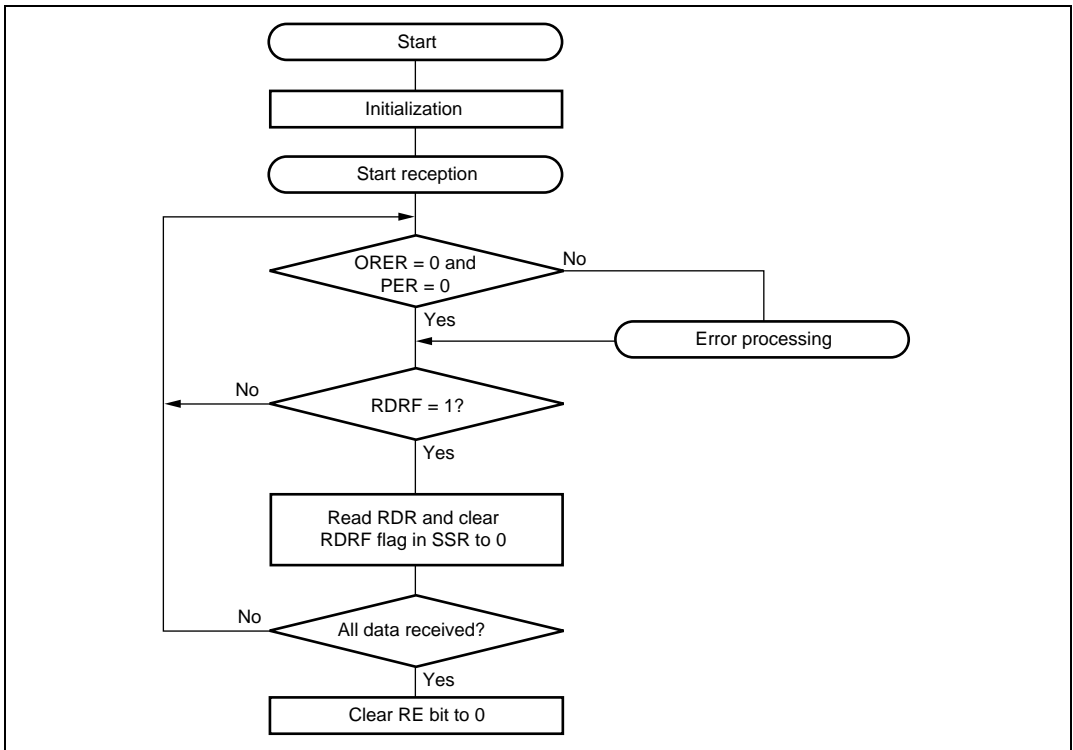 Start
Initialization
Start reception
ORER = 0 and
PER = 0
No
Yes
Error processing
No
RDRF = 1?
Yes
Read RDR and clear
RDRF flag in SSR to 0
No
All data received?
Yes
Clear RE bit to 0